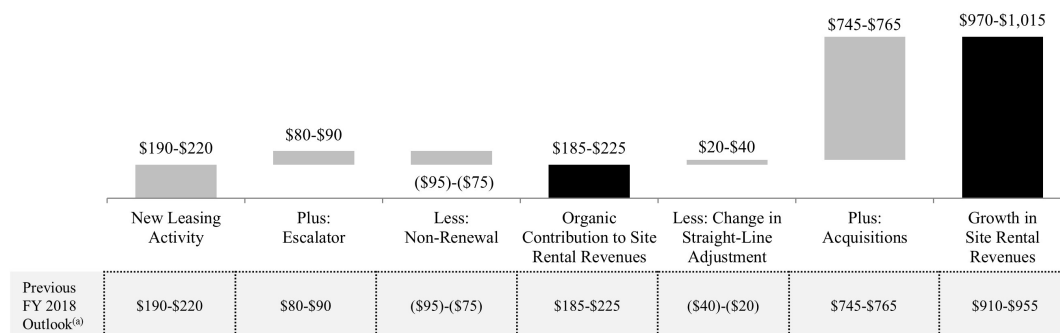 $190-$220
$80-$90
($95)-($75)
$185-$225
$20-$40
$745-$765
$970-$1,015
New Leasing
Activity
Plus:
Escalator
Less:
Non-Renewal
Organic
Contribution to Site
Rental Revenues
Less: Change in
Straight-Line
Adjustment
Plus:
Acquisitions
Growth in
Site Rental
Revenues
Previous
FY 2018
Outlook(a)
$190-$220
$80-$90
($95)-($75)
$185-$225
($40)-($20)
$745-$765
$910-$955